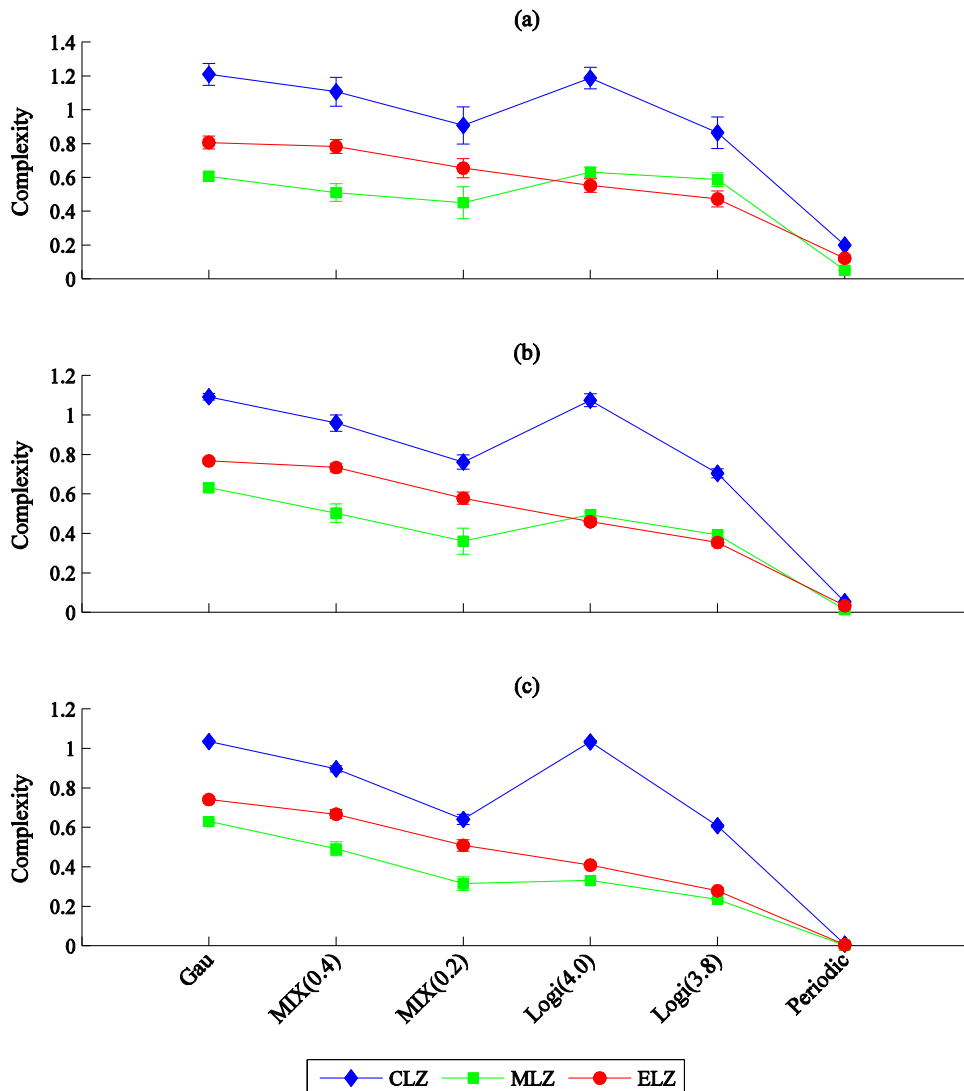 (a)
1.4
1.2
1
0.8
0.6
0.4
0.2
0
Complexity
(b)
1.2
1
0.8
0.6
0.4
0.2
0
Complexity
(c)
1.2
1
0.8
0.6
0.4
0.2
0
Complexity
Gau
MIX(0.4)
MIX(0.2)
Logi(4.0)
Logi(3.8)
Periodic
CLZ MLZ ELZ